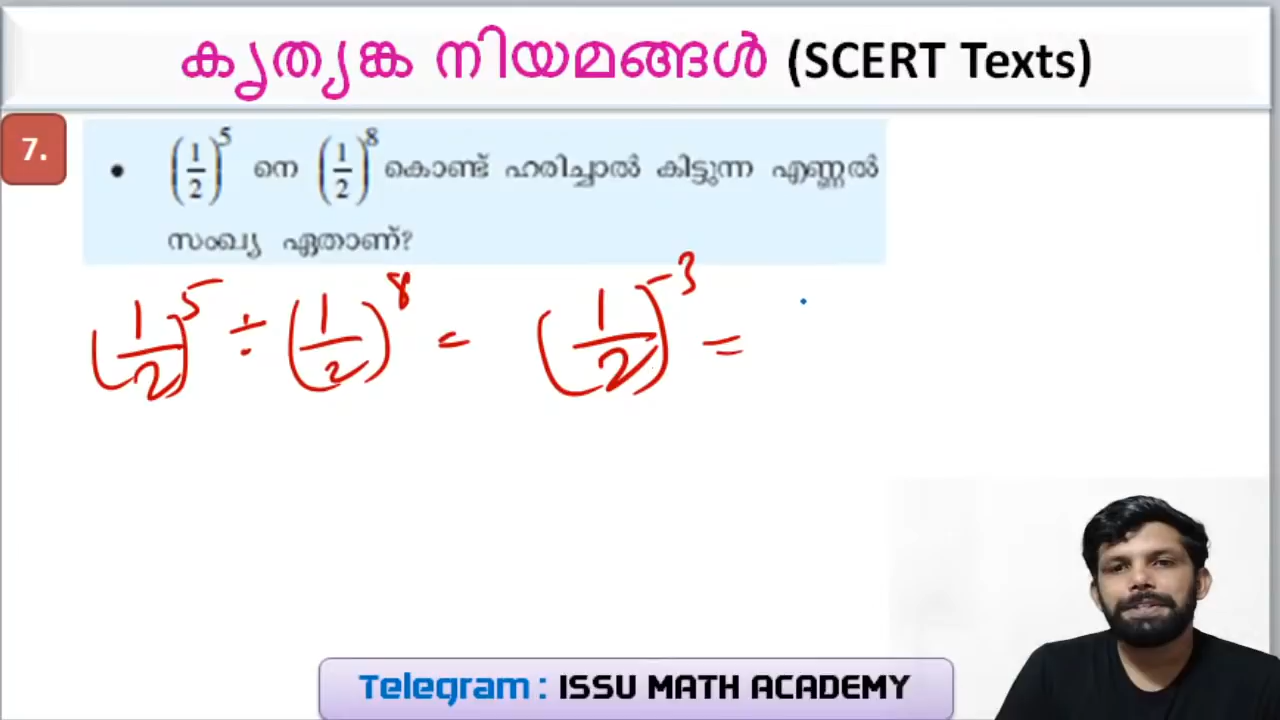 കൃത്യങ്ക നിയമങ്ങൾ (SCERT Texts)
7.
• (1/2)^5 നെ (1/2)^8 കൊണ്ട് ഹരിച്ചാൽ കിട്ടുന്ന എണ്ണൽ
സംഖ്യ ഏതാണ്?
(1/2)^5 ÷ (1/2)^8 = (1/2)^-3 =
Telegram : ISSU MATH ACADEMY